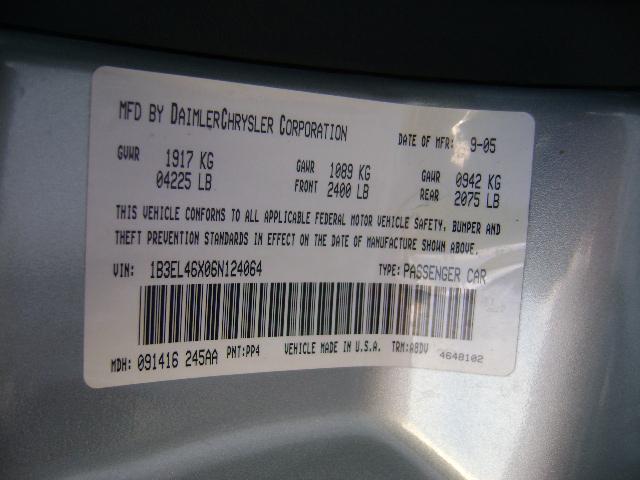 MFD BY DAIMLERCHRYSLER CORPORATION DATE OF MFR: 9-05
GVWR 1917 KG GAWR 1089 KG GAWR 0942 KG
04225 LB FRONT 2400 LB REAR 2075 LB
THIS VEHICLE CONFORMS TO ALL APPLICABLE FEDERAL MOTOR VEHICLE SAFETY, BUMPER AND
THEFT PREVENTION STANDARDS IN EFFECT ON THE DATE OF MANUFACTURE SHOWN ABOVE.
VIN: 1B3EL46X06N124064 TYPE: PASSENGER CAR
MDH: 091416 245AA PNT: PP4 VEHICLE MADE IN U.S.A. TRM: A8DV 4648102